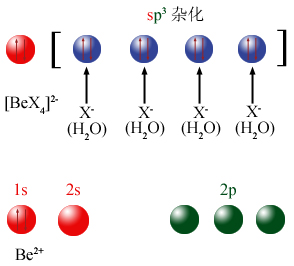 sp³ 杂化
[BeX₄]²⁻
X⁻ X⁻ X⁻ X⁻
(H₂O) (H₂O) (H₂O) (H₂O)
1s 2s 2p
Be²⁺